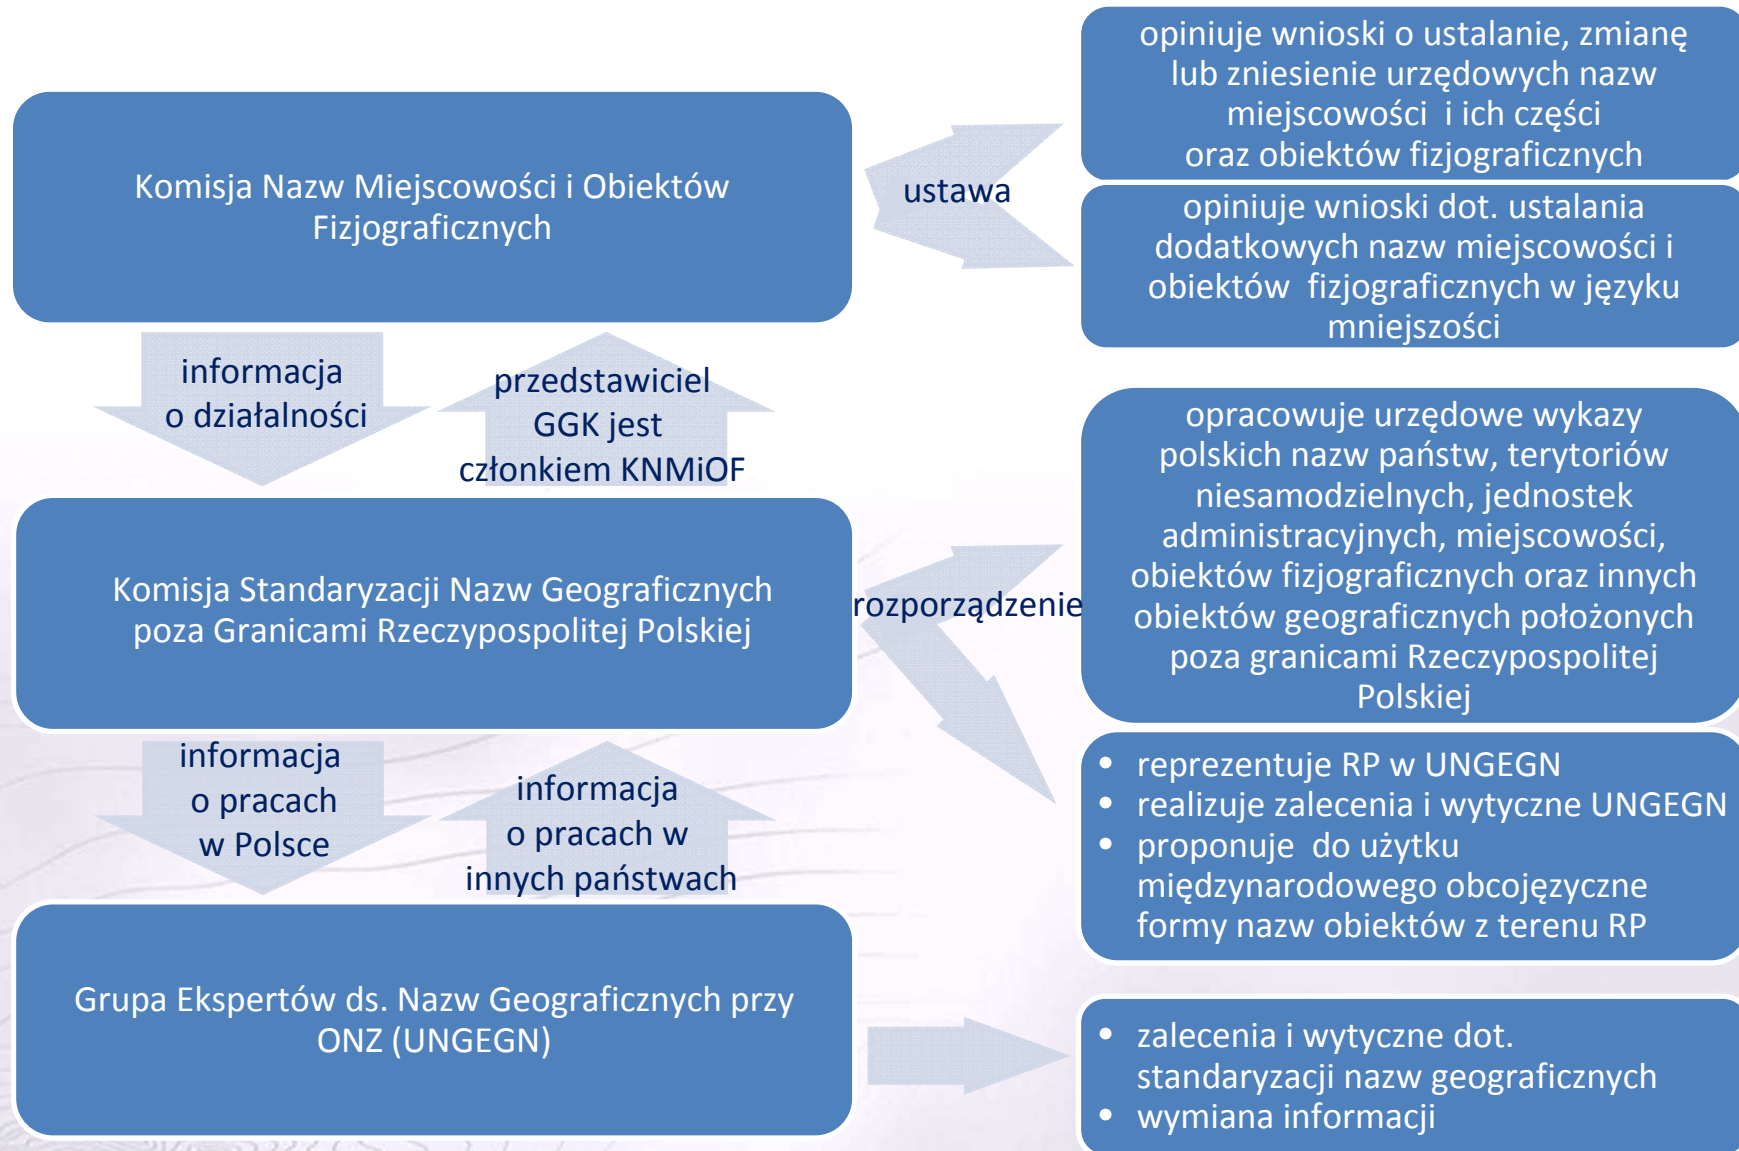 Komisja Nazw Miejscowości i Obiektów
Fizjograficznych
ustawa
opiniuje wnioski o ustalanie, zmianę
lub zniesienie urzędowych nazw
miejscowości i ich części
oraz obiektów fizjograficznych
opiniuje wnioski dot. ustalania
dodatkowych nazw miejscowości i
obiektów fizjograficznych w języku
mniejszości
informacja
o działalności
przedstawiciel
GGK jest
członkiem KNMiOF
Komisja Standaryzacji Nazw Geograficznych
poza Granicami Rzeczypospolitej Polskiej
rozporządzenie
opracowuje urzędowe wykazy
polskich nazw państw, terytoriów
niesamodzielnych, jednostek
administracyjnych, miejscowości,
obiektów fizjograficznych oraz innych
obiektów geograficznych położonych
poza granicami Rzeczypospolitej
Polskiej
• reprezentuje RP w UNGEGN
• realizuje zalecenia i wytyczne UNGEGN
• proponuje do użytku
międzynarodowego obcojęzyczne
formy nazw obiektów z terenu RP
informacja
o pracach
w Polsce
informacja
o pracach w
innych państwach
Grupa Ekspertów ds. Nazw Geograficznych przy
ONZ (UNGEGN)
• zalecenia i wytyczne dot.
standaryzacji nazw geograficznych
• wymiana informacji